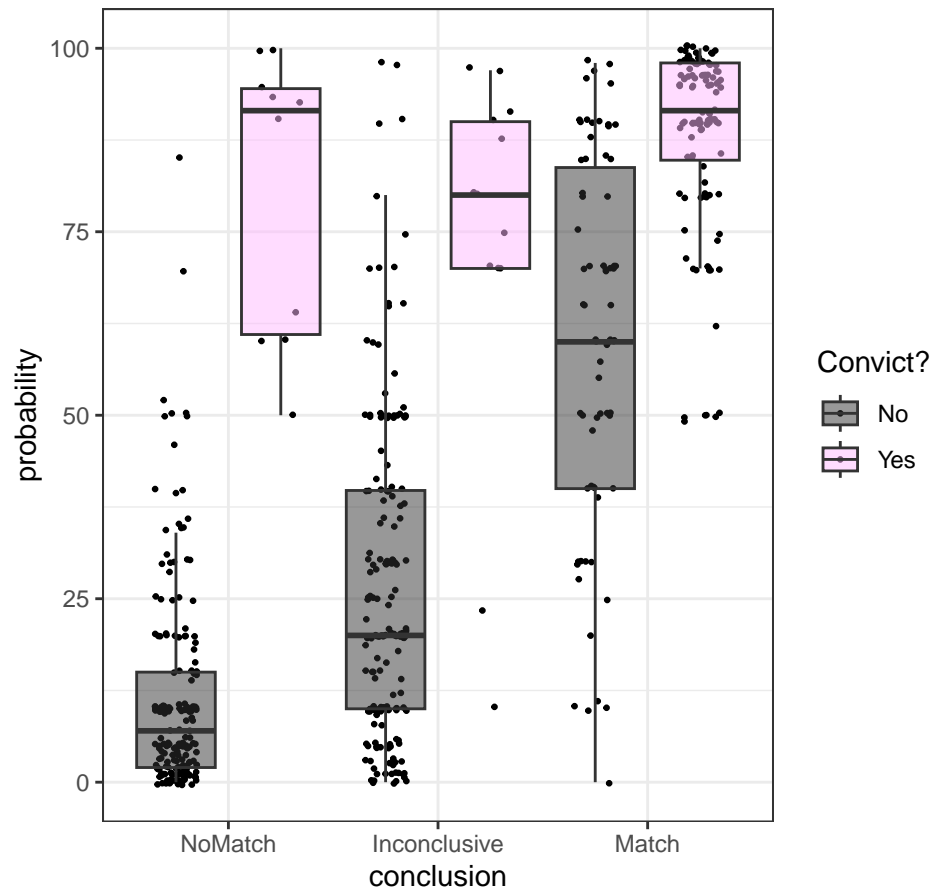 100
75
50
25
0
probability
NoMatch
Inconclusive
Match
conclusion
Convict?
No
Yes